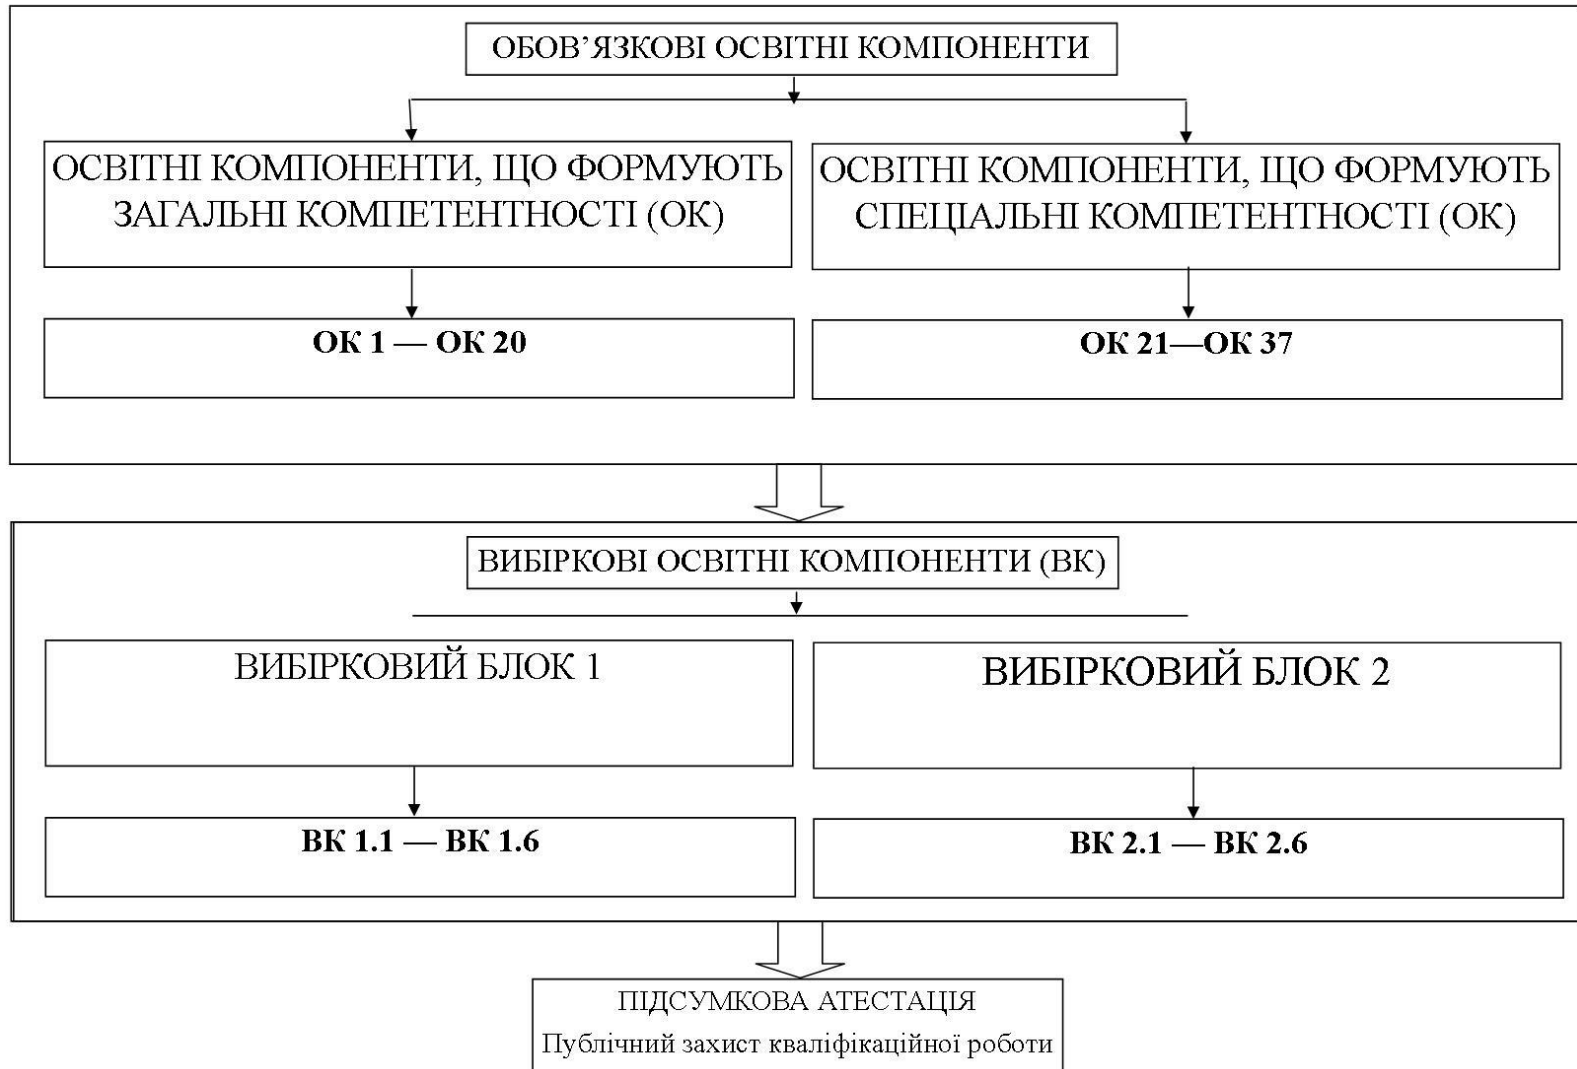 ОБОВ’ЯЗКОВІ ОСВІТНІ КОМПОНЕНТИ
ОСВІТНІ КОМПОНЕНТИ, ЩО ФОРМУЮТЬ
ЗАГАЛЬНІ КОМПЕТЕНТНОСТІ (ОК)
ОСВІТНІ КОМПОНЕНТИ, ЩО ФОРМУЮТЬ
СПЕЦІАЛЬНІ КОМПЕТЕНТНОСТІ (ОК)
ОК 1 — ОК 20
ОК 21—ОК 37
ВИБІРКОВІ ОСВІТНІ КОМПОНЕНТИ (ВК)
ВИБІРКОВИЙ БЛОК 1
ВИБІРКОВИЙ БЛОК 2
ВК 1.1 — ВК 1.6
ВК 2.1 — ВК 2.6
ПІДСУМКОВА АТЕСТАЦІЯ
Публічний захист кваліфікаційної роботи